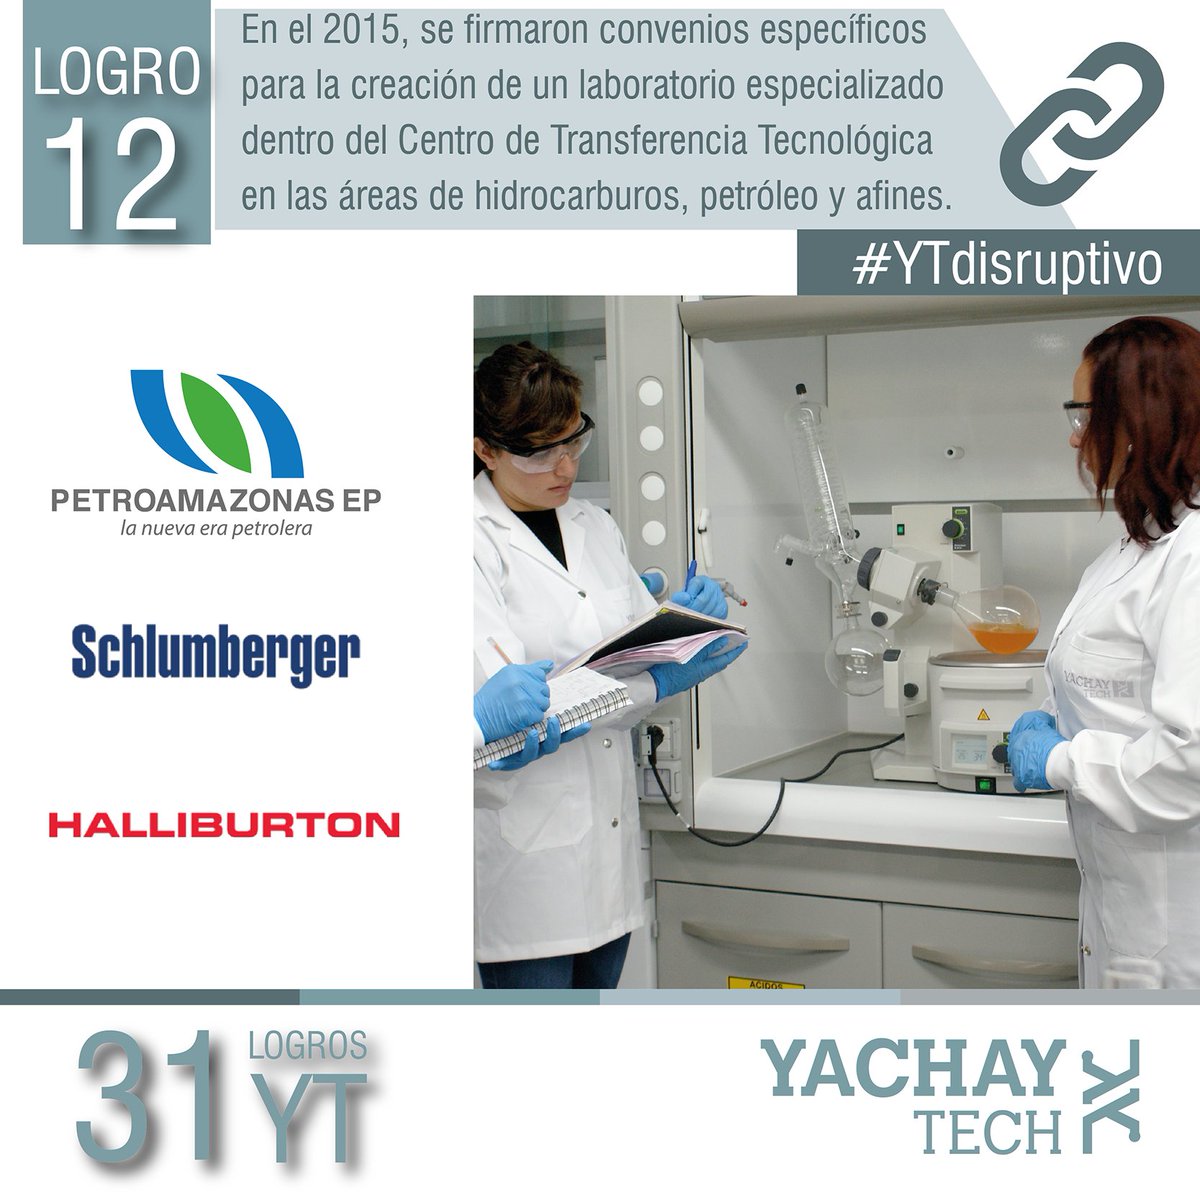 LOGRO
12
En el 2015, se firmaron convenios específicos
para la creación de un laboratorio especializado
dentro del Centro de Transferencia Tecnológica
en las áreas de hidrocarburos, petróleo y afines.
#YTdisruptivo
PETROAMAZONAS EP
la nueva era petrolera
Schlumberger
HALLIBURTON
YACHAY
TECH
ACIDOS
31
LOGROS
YT
YACHAY
TECH